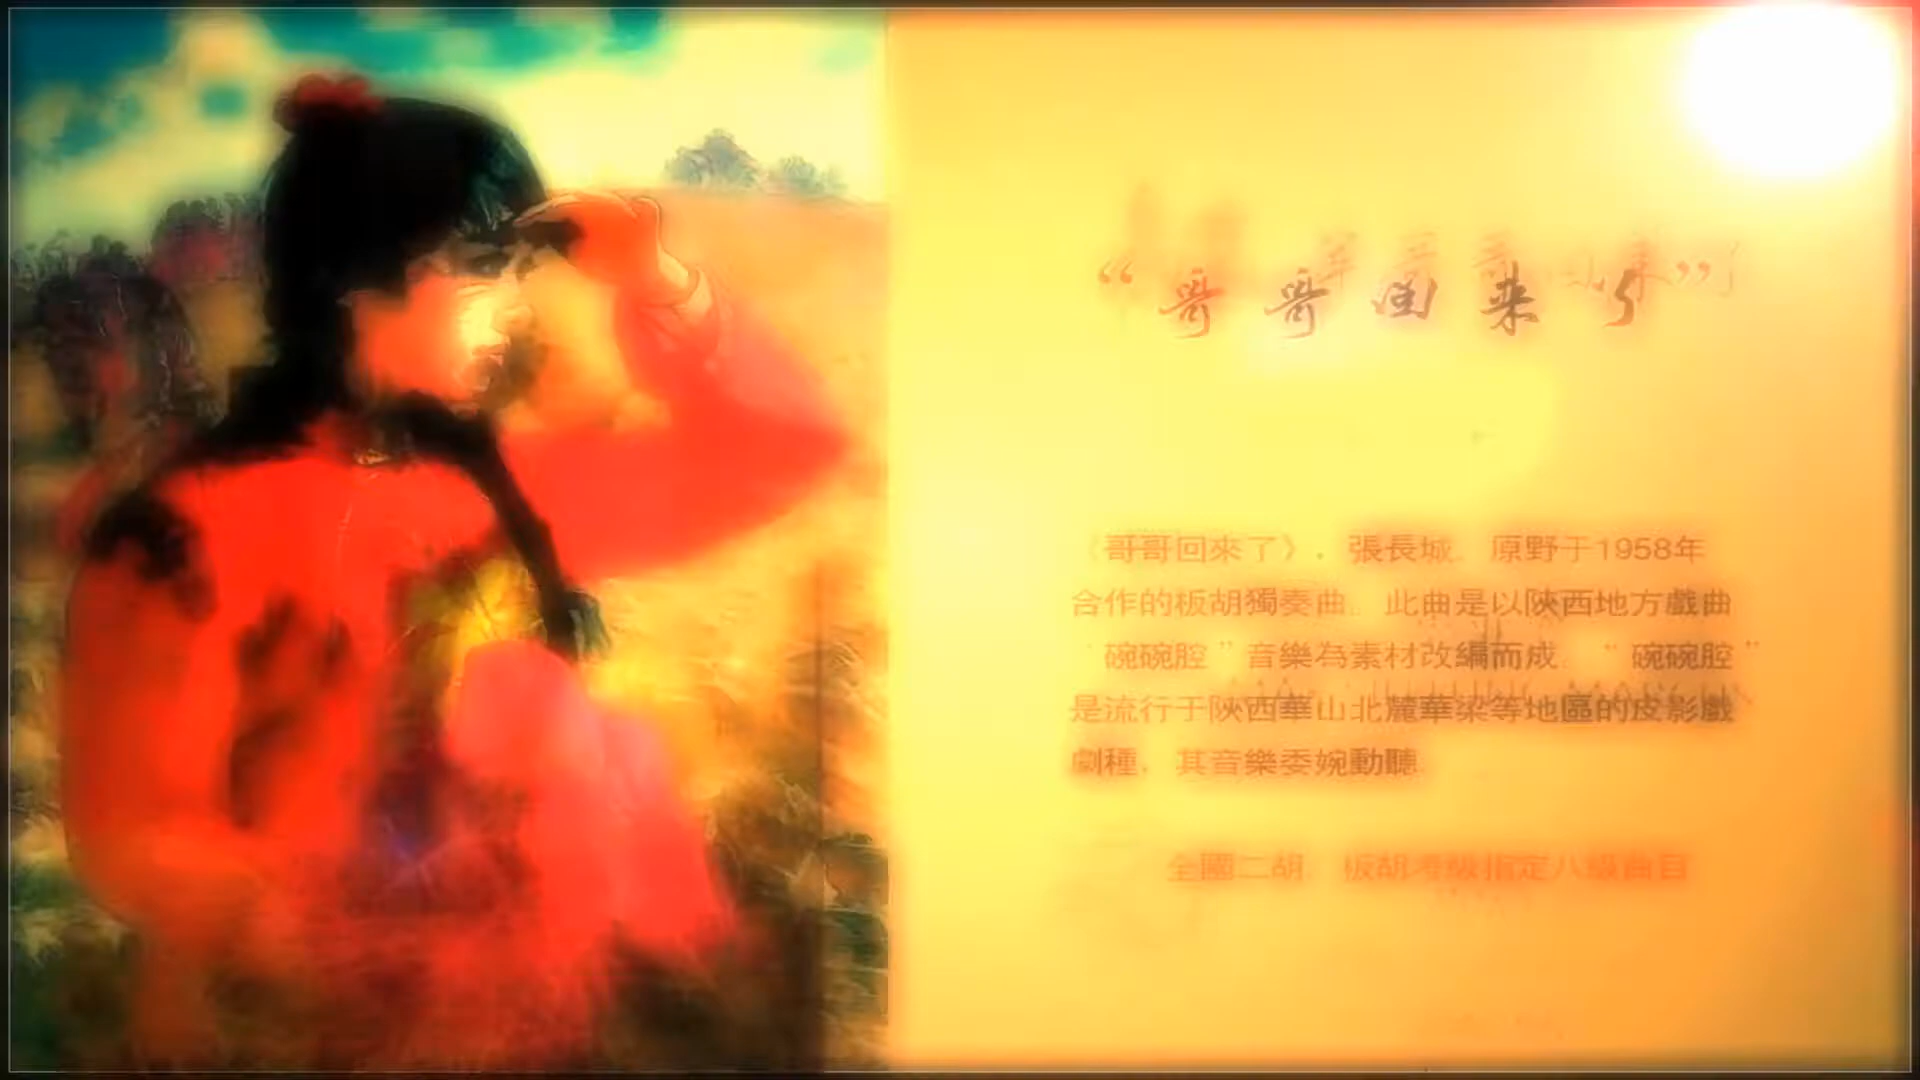 “哥哥回来了”
《哥哥回來了》，張長城、原野于1958年
合作的板胡獨奏曲。此曲是以陝西地方戲曲
“碗碗腔”音樂為素材改編而成。“碗碗腔”
是流行于陝西華山北麓華梁等地區的皮影戲
劇種，其音樂委婉動聽。
全國二胡、板胡考級指定八級曲目